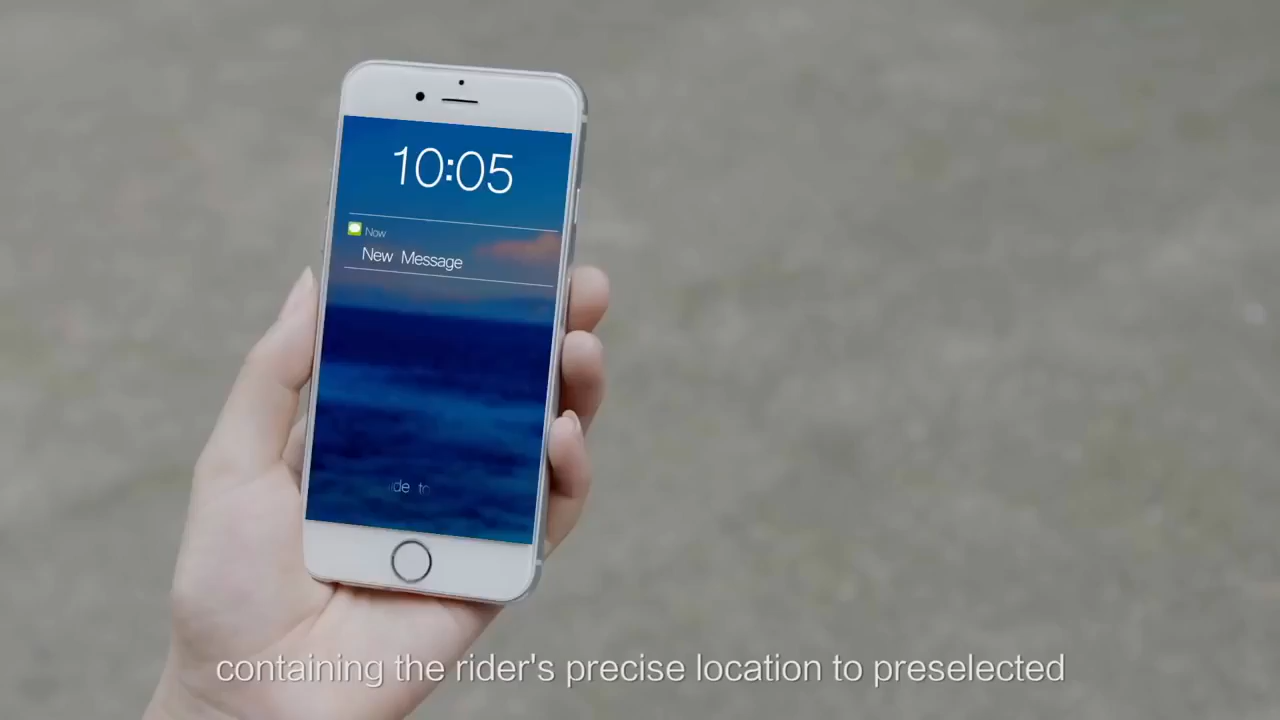 10:05
Now
New Message
containing the rider's precise location to preselected